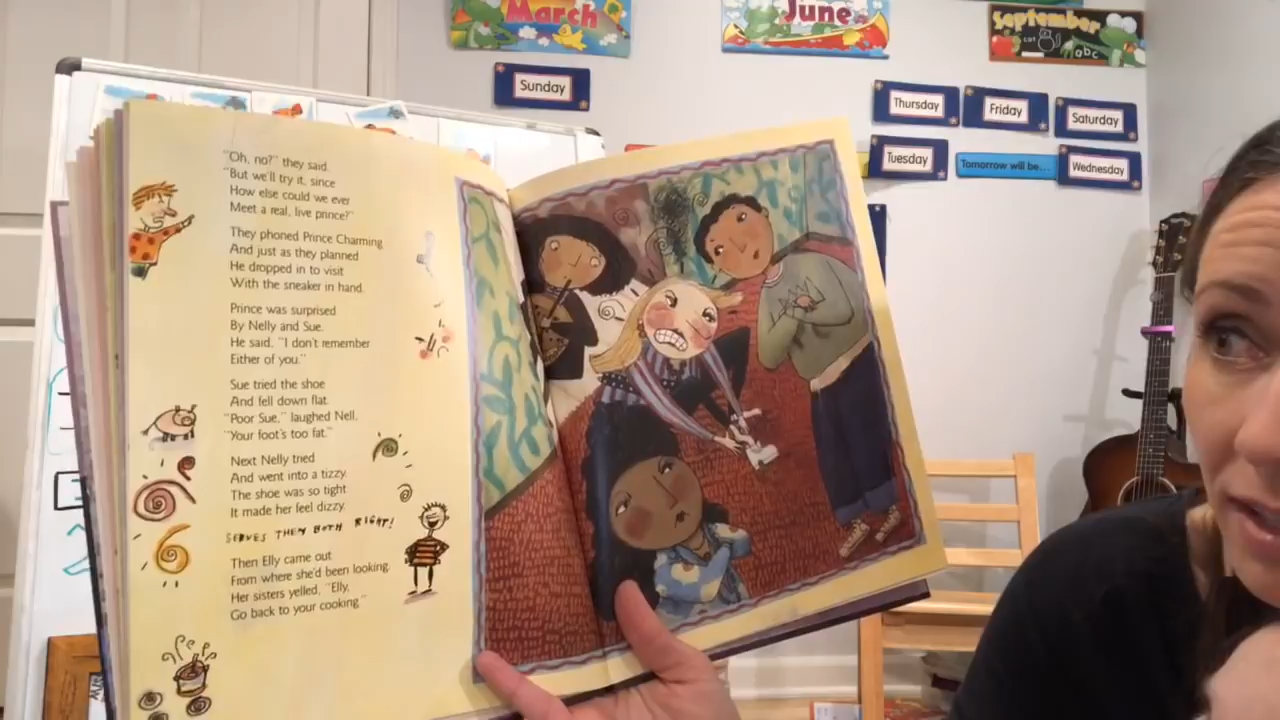 March
June
September
cat
abc
Sunday
Thursday
Friday
Saturday
Tuesday
Tomorrow will be...
Wednesday
"Oh, no?" they said.
"But we'll try it, since
How else could we ever
Meet a real, live prince?"
They phoned Prince Charming
And just as they planned
He dropped in to visit
With the sneaker in hand.
Prince was surprised
By Nelly and Sue.
He said, "I don't remember
Either of you."
Sue tried the shoe
And fell down flat.
"Poor Sue," laughed Nell,
"Your foot's too fat."
Next Nelly tried
And went into a tizzy.
The shoe was so tight
It made her feel dizzy.
SERVES THEM BOTH RIGHT!
Then Elly came out
From where she'd been looking.
Her sisters yelled, "Elly,
Go back to your cooking."